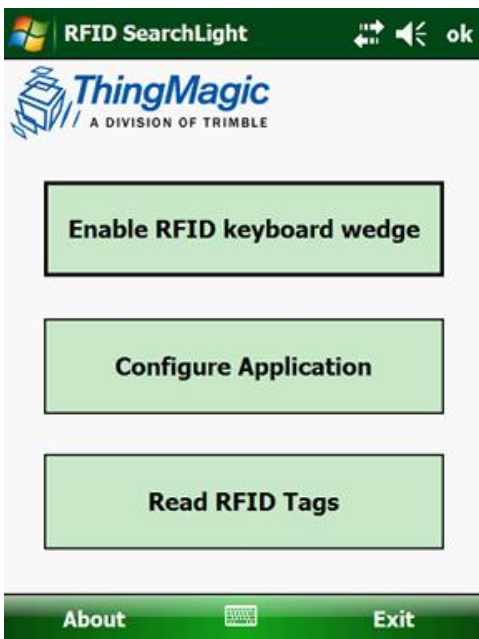 RFID SearchLight
ok
ThingMagic
A DIVISION OF TRIMBLE
Enable RFID keyboard wedge
Configure Application
Read RFID Tags
About
Exit